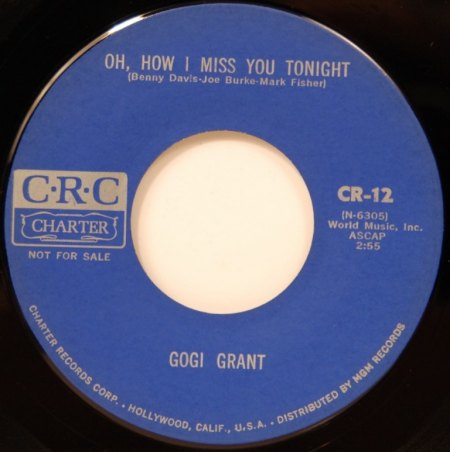 OH, HOW I MISS YOU TONIGHT
(Benny Davis-Joe Burke-Mark Fisher)
C·R·C
CHARTER
NOT FOR SALE
CR-12
(N-6305)
World Music, Inc.
ASCAP
2:55
GOGI GRANT
CHARTER RECORDS CORP. • HOLLYWOOD, CALIF., U.S.A. • DISTRIBUTED BY MGM RECORDS